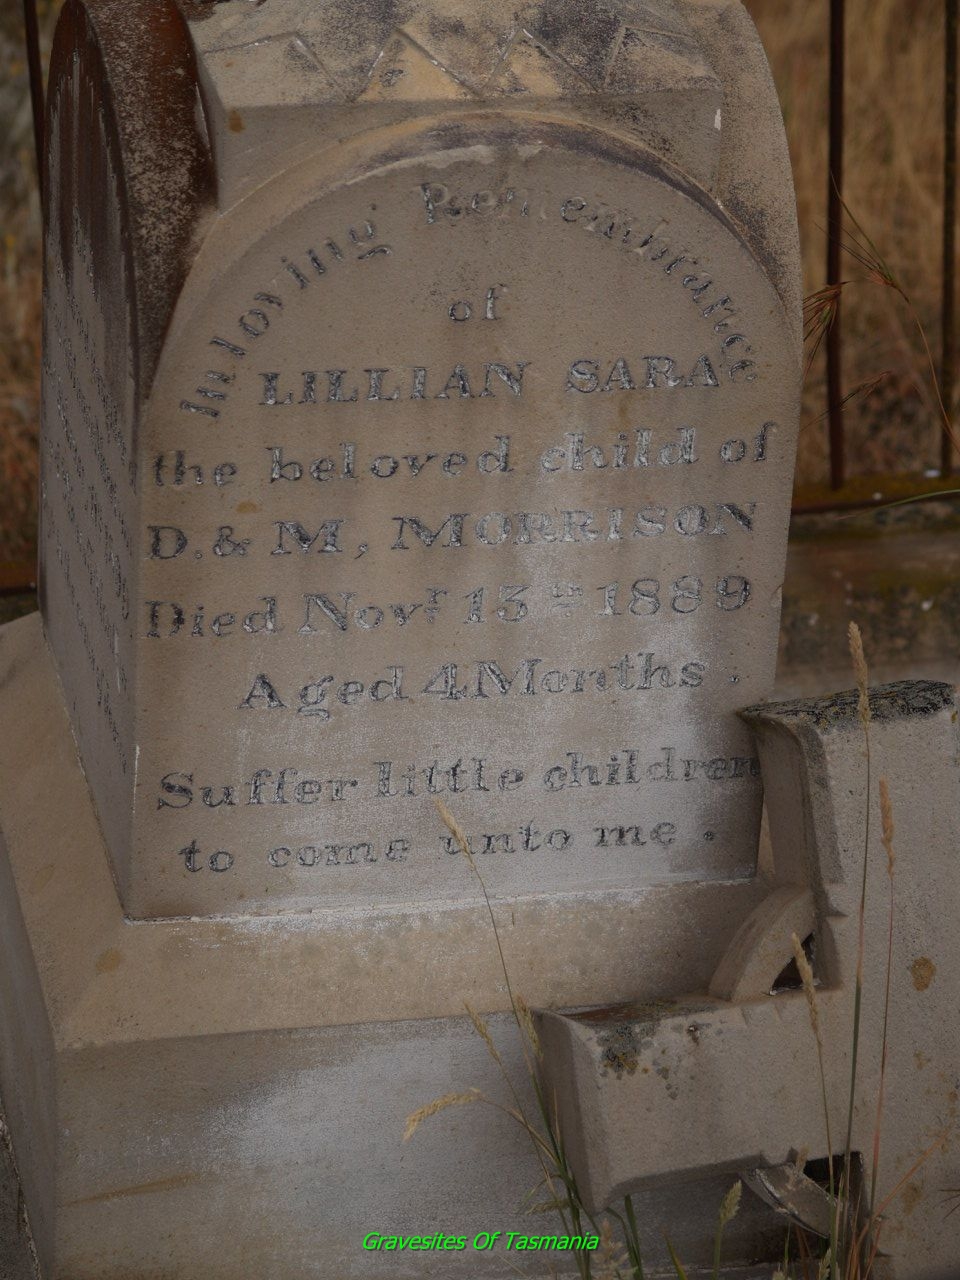 In loving Remembrance
of
LILLIAN SARA
the beloved child of
D. & M, MORRISON
Died Novr 13th 1889
Aged 4 Months .
Suffer little children
to come unto me .
Gravesites Of Tasmania